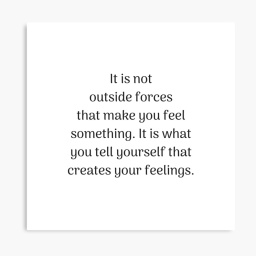 It is not
outside forces
that make you feel
something. It is what
you tell yourself that
creates your feelings.